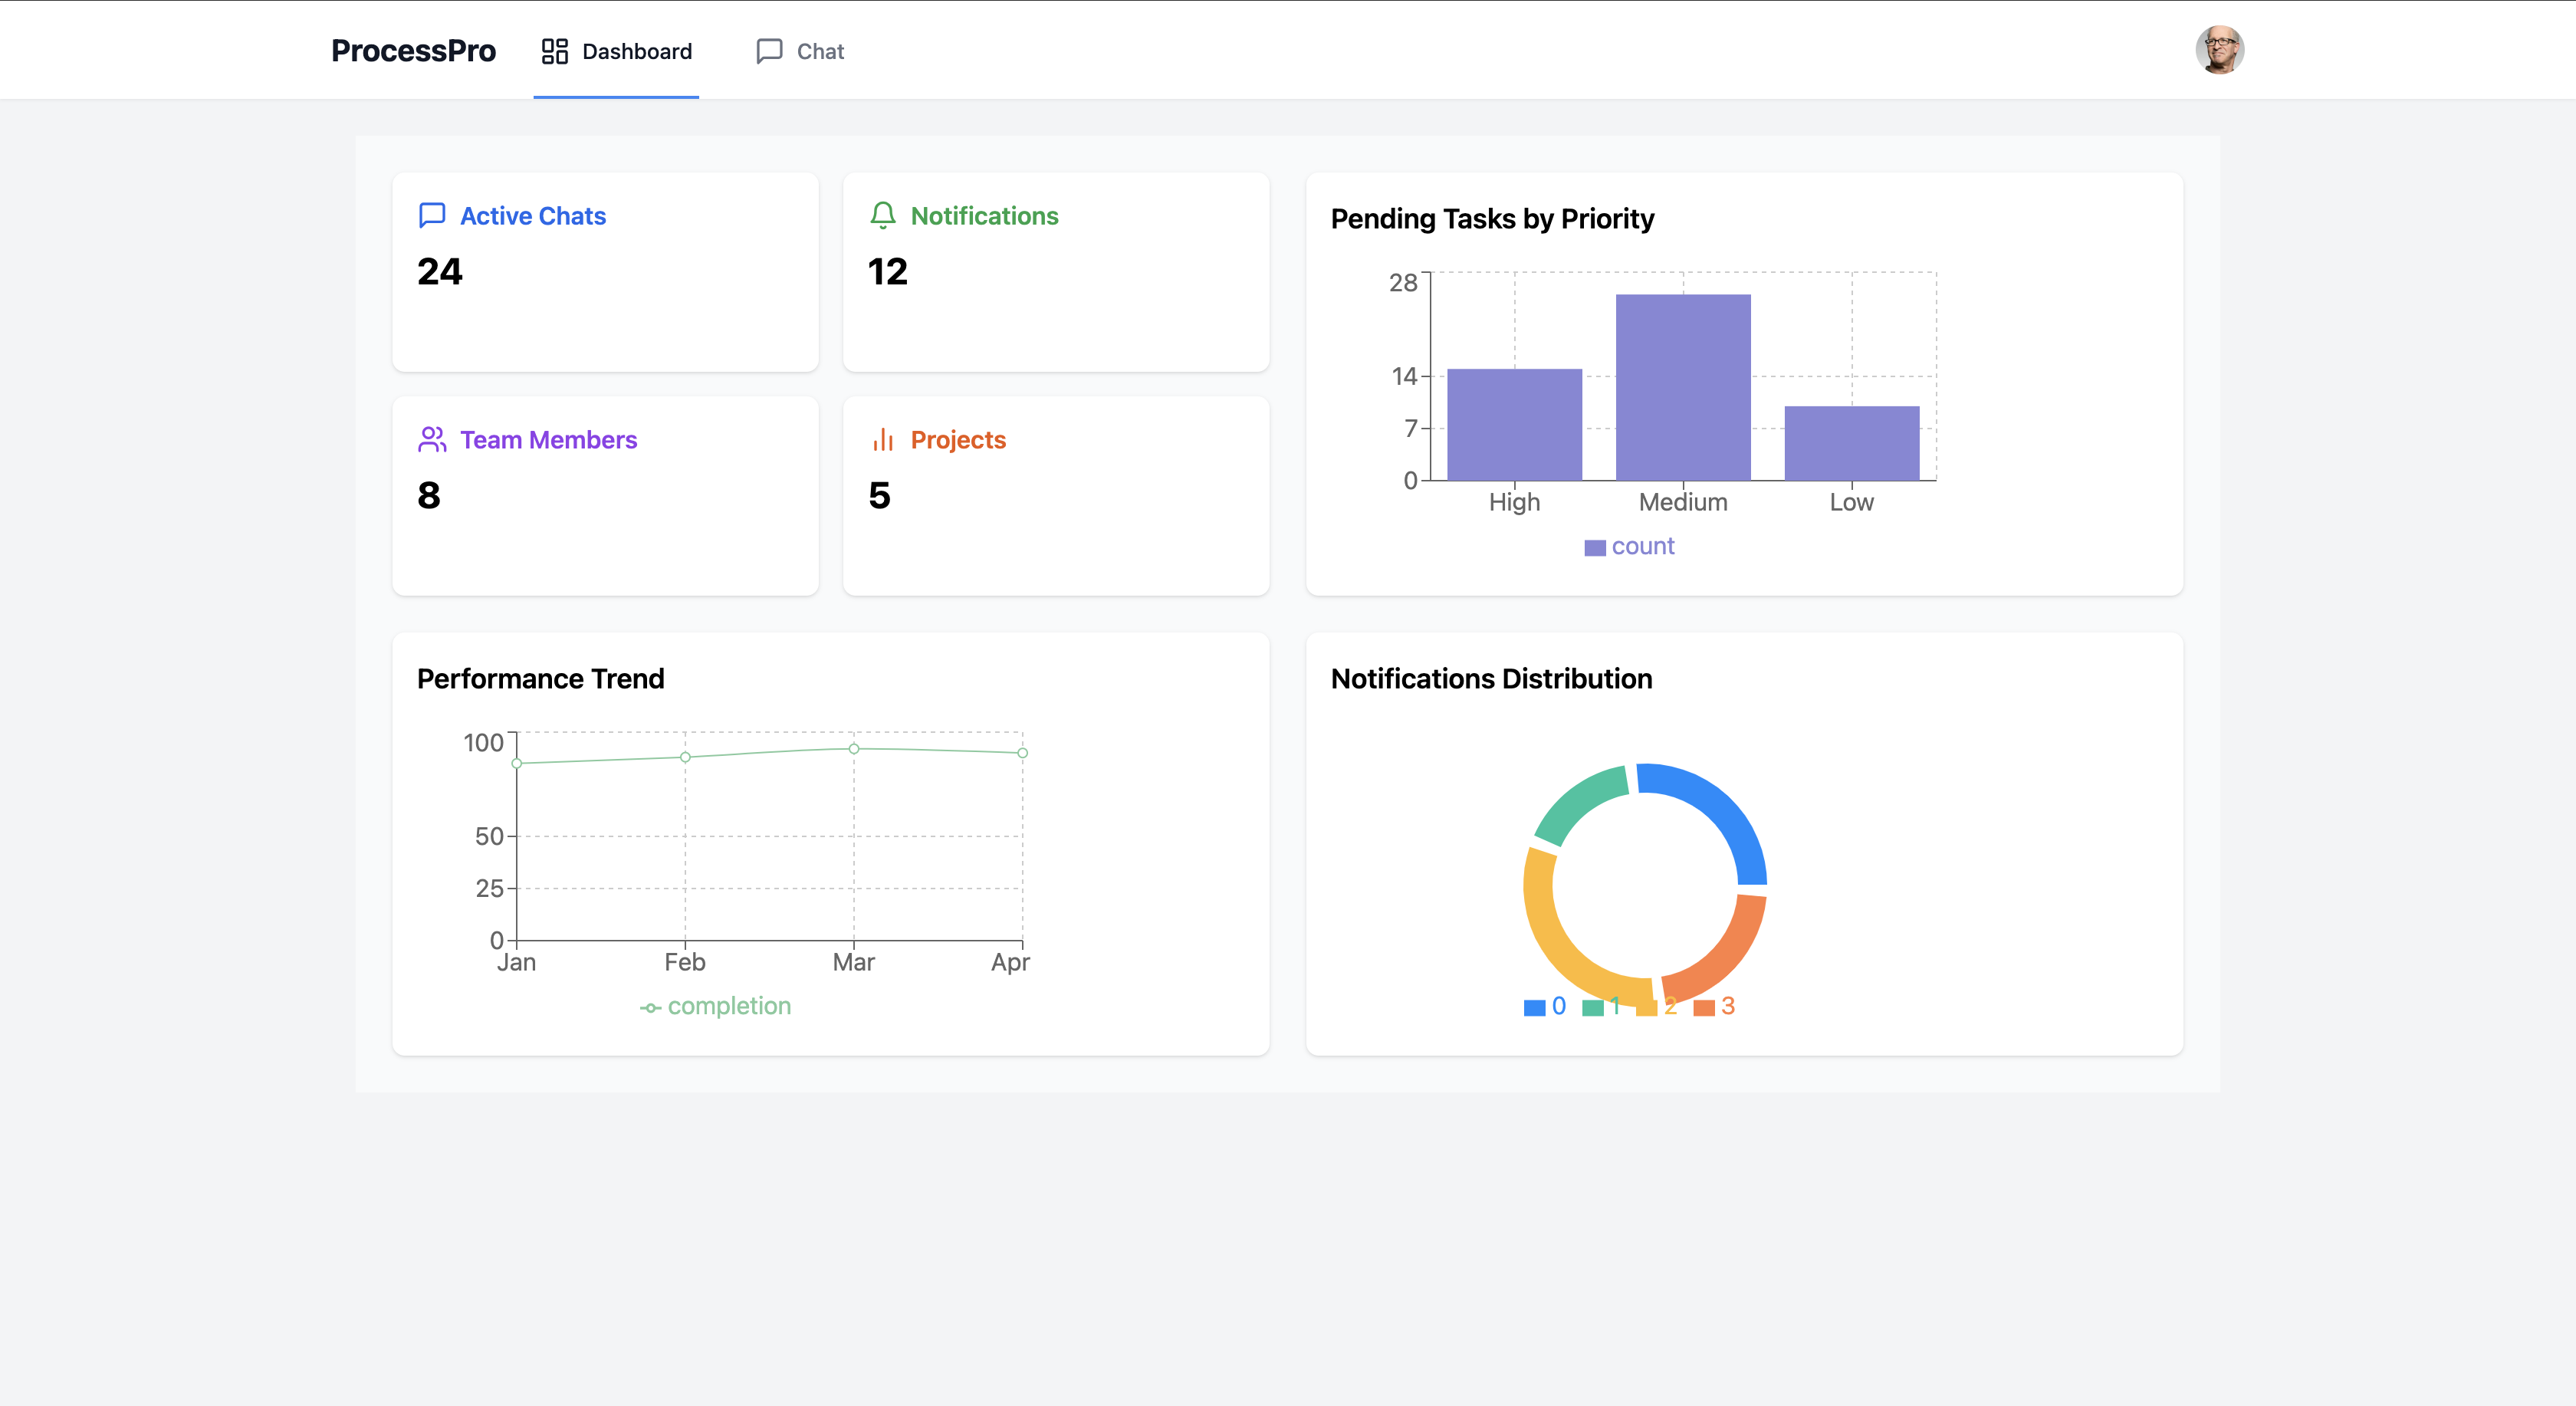 ProcessPro
Dashboard
Chat
Active Chats
24
Notifications
12
Team Members
8
Projects
5
Pending Tasks by Priority
28
14
7
0
High
Medium
Low
count
Performance Trend
100
50
25
0
Jan
Feb
Mar
Apr
completion
Notifications Distribution
0
1
2
3